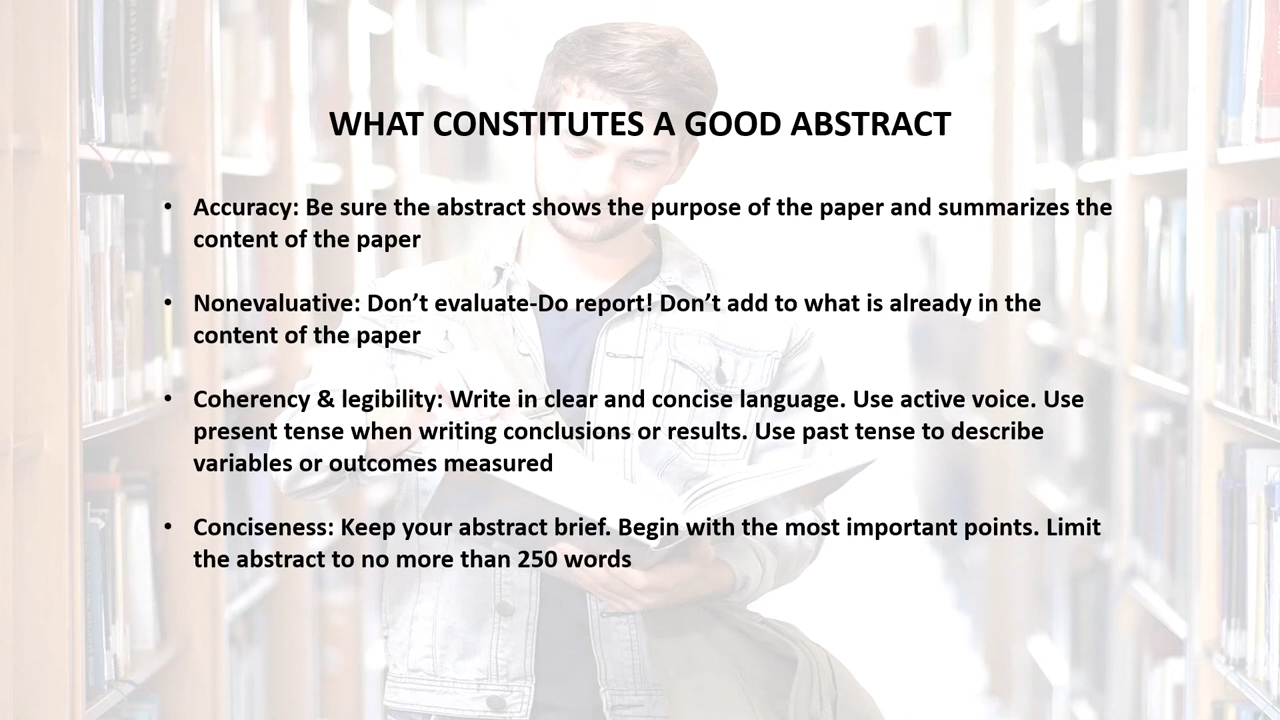 WHAT CONSTITUTES A GOOD ABSTRACT
• Accuracy: Be sure the abstract shows the purpose of the paper and summarizes the
content of the paper
• Nonevaluative: Don’t evaluate-Do report! Don’t add to what is already in the
content of the paper
• Coherency & legibility: Write in clear and concise language. Use active voice. Use
present tense when writing conclusions or results. Use past tense to describe
variables or outcomes measured
• Conciseness: Keep your abstract brief. Begin with the most important points. Limit
the abstract to no more than 250 words